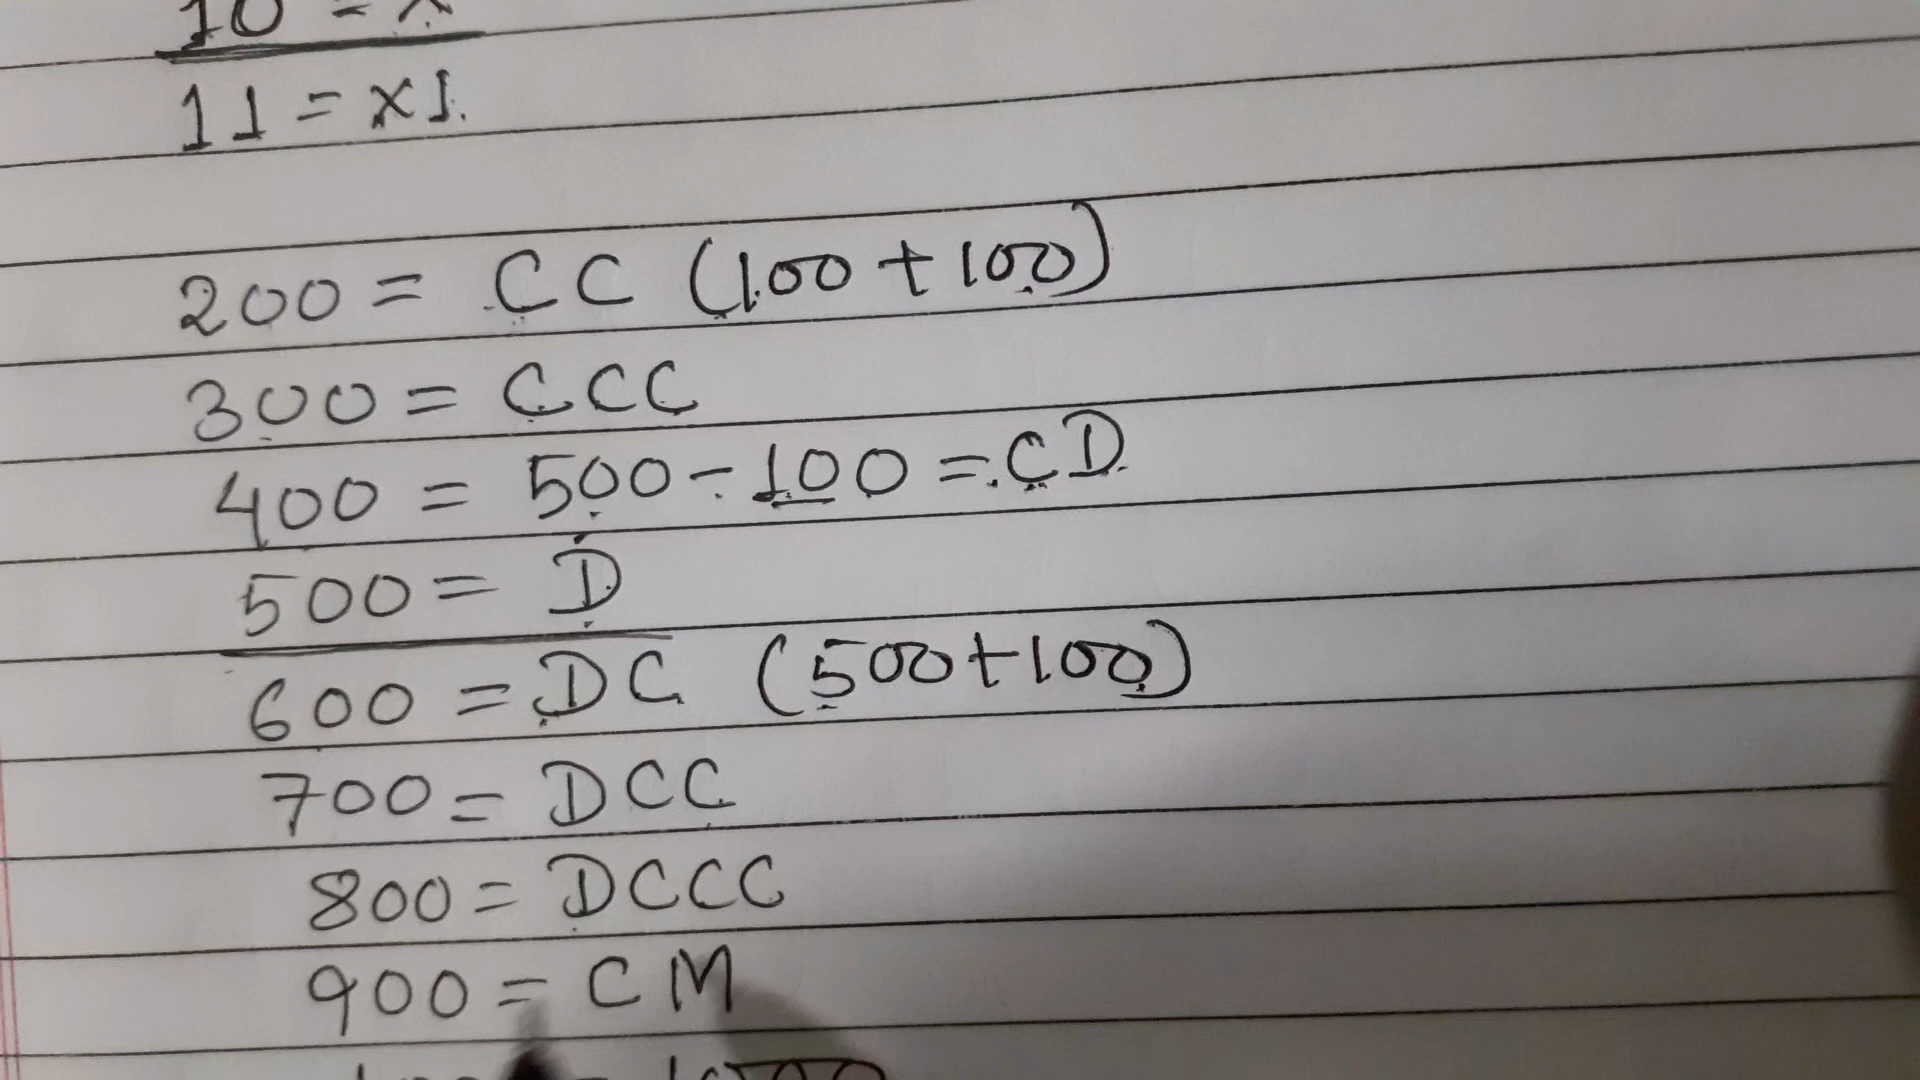 10 = X
11 = XI.
200 = CC (100 + 100)
300 = CCC
400 = 500 - 100 = CD
500 = D
600 = DC (500 + 100)
700 = DCC
800 = DCCC
900 = CM